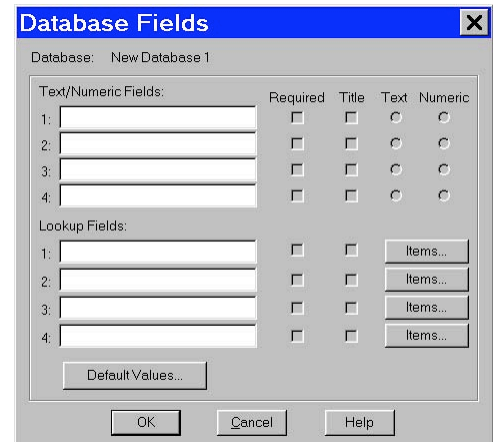 Database Fields
Database: New Database 1
Text/Numeric Fields: Required Title Text Numeric
1:
2:
3:
4:
Lookup Fields:
1: Items...
2: Items...
3: Items...
4: Items...
Default Values...
OK Cancel Help